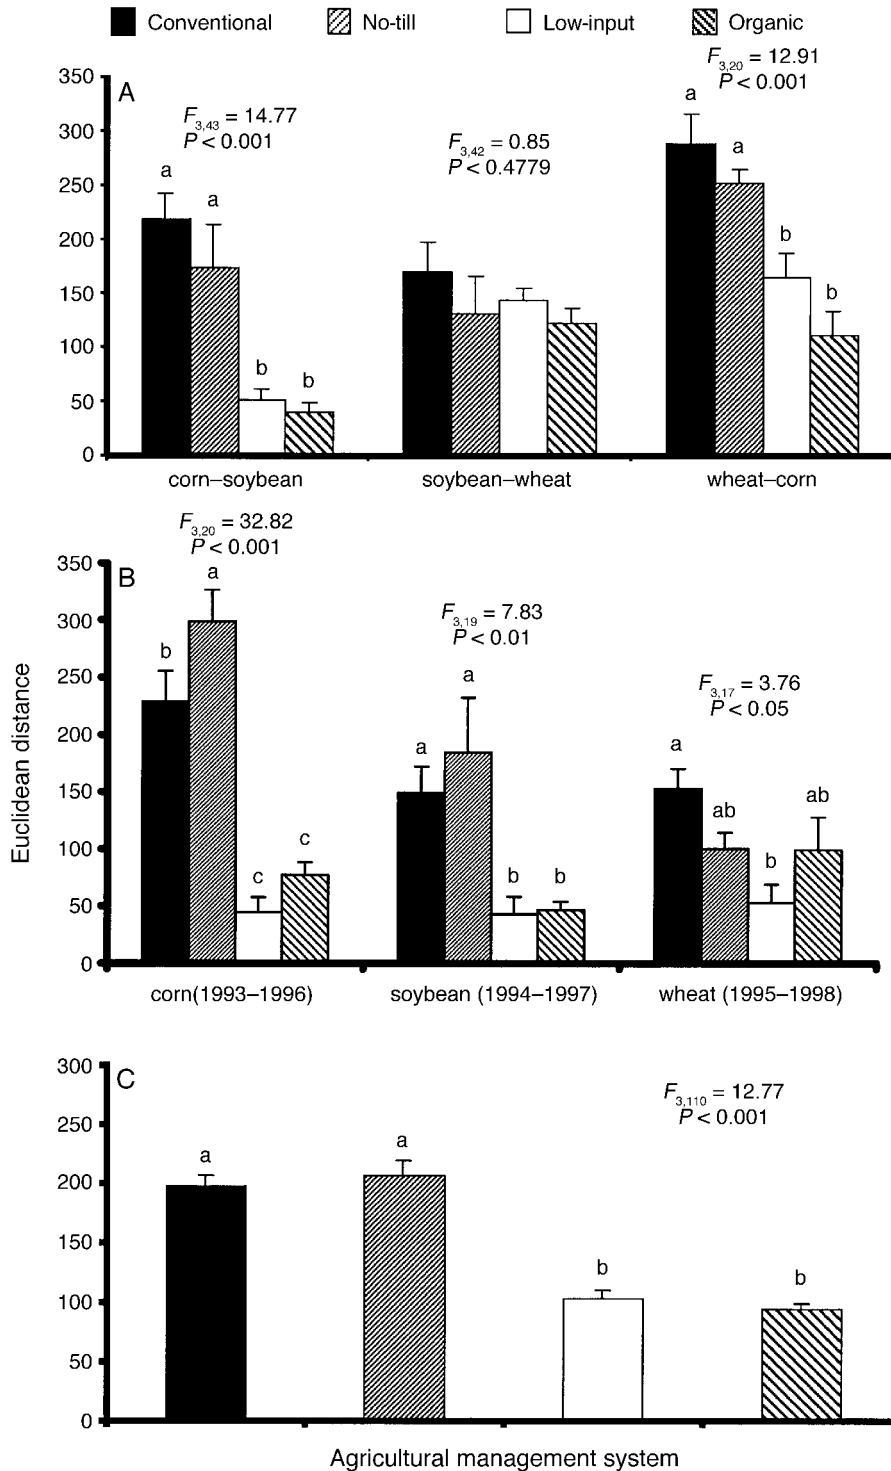 Conventional No-till Low-input Organic
A
F3,43 = 14.77
P < 0.001
F3,42 = 0.85
P < 0.4779
F3,20 = 12.91
P < 0.001
350
300
250
200
150
100
50
0
a a b b
a a b b
corn–soybean soybean–wheat wheat–corn
B
F3,20 = 32.82
P < 0.001
F3,19 = 7.83
P < 0.01
F3,17 = 3.76
P < 0.05
350
300
250
200
150
100
50
0
b a c c
a a b b
a ab b ab
corn(1993–1996) soybean (1994–1997) wheat (1995–1998)
Euclidean distance
C
F3,110 = 12.77
P < 0.001
300
250
200
150
100
50
0
a a b b
Agricultural management system